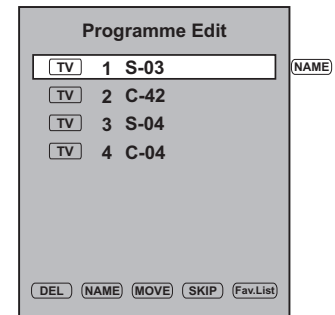 Programme Edit
TV 1 S-03 NAME
TV 2 C-42
TV 3 S-04
TV 4 C-04
DEL NAME MOVE SKIP Fav.List